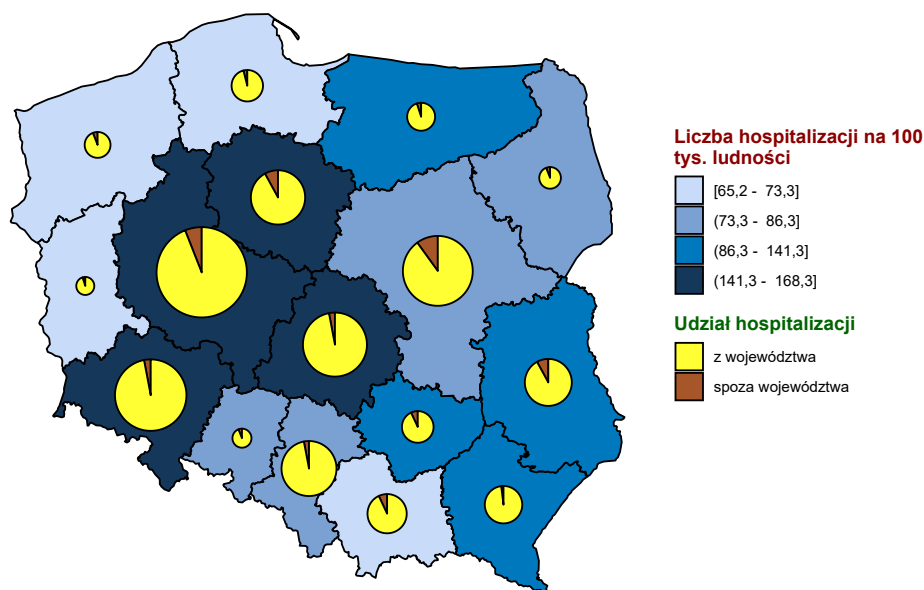 Liczba hospitalizacji na 100
tys. ludności
[65,2 - 73,3]
(73,3 - 86,3]
(86,3 - 141,3]
(141,3 - 168,3]
Udział hospitalizacji
z województwa
spoza województwa